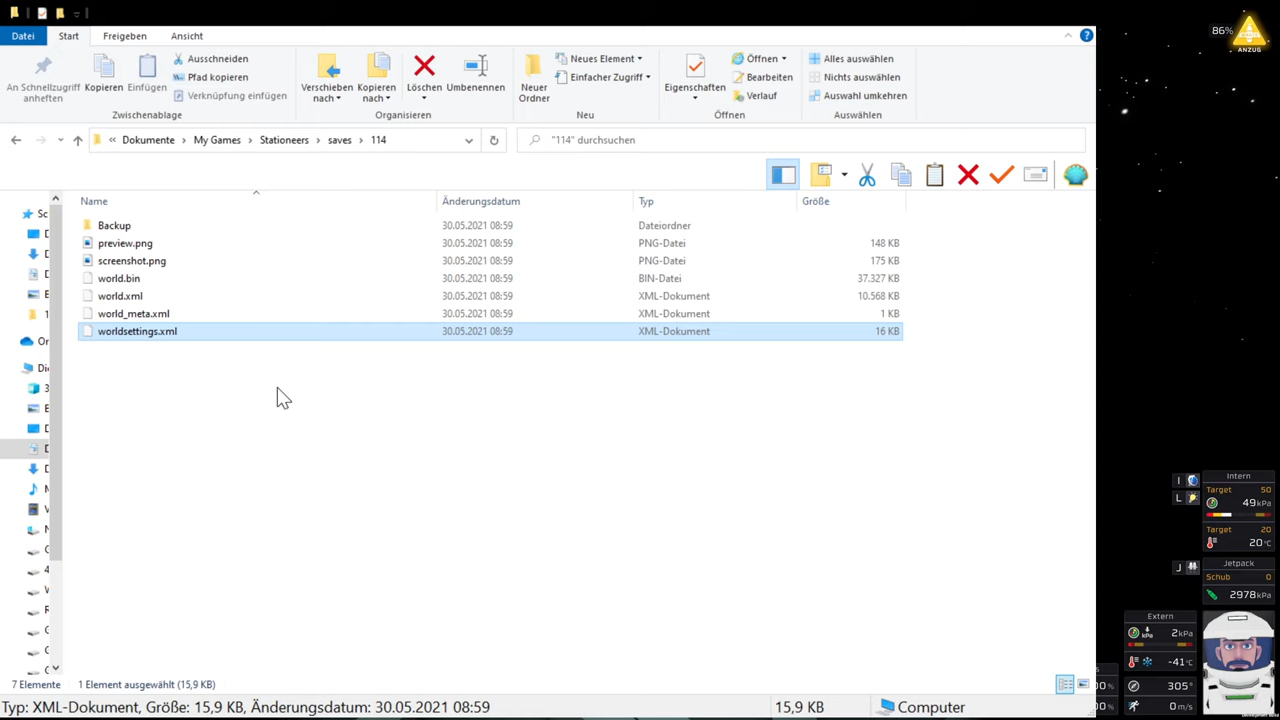 Datei Start Freigeben Ansicht
86%
ANZUG
An Schnellzugriff anheften
Kopieren
Einfügen
Ausschneiden
Pfad kopieren
Verknüpfung einfügen
Zwischenablage
Verschieben nach
Kopieren nach
Löschen
Umbenennen
Organisieren
Neuer Ordner
Neues Element
Einfacher Zugriff
Neu
Eigenschaften
Öffnen
Bearbeiten
Verlauf
Öffnen
Alles auswählen
Nichts auswählen
Auswahl umkehren
Auswählen
« Dokumente > My Games > Stationeers > saves > 114
"114" durchsuchen
Name Änderungsdatum Typ Größe
Backup 30.05.2021 08:59 Dateiordner
preview.png 30.05.2021 08:59 PNG-Datei 148 KB
screenshot.png 30.05.2021 08:59 PNG-Datei 175 KB
world.bin 30.05.2021 08:59 BIN-Datei 37.327 KB
world.xml 30.05.2021 08:59 XML-Dokument 10.568 KB
world_meta.xml 30.05.2021 08:59 XML-Dokument 1 KB
worldsettings.xml 30.05.2021 08:59 XML-Dokument 16 KB
7 Elemente 1 Element ausgewählt (15,9 KB)
Typ: XML-Dokument, Größe: 15,9 KB, Änderungsdatum: 30.05.2021 08:59 15,9 KB Computer
Intern
I
Target 50
L
49kPa
Target 20
20°C
Jetpack
J
Schub 0
2978kPa
Extern
kPa 2kPa
-41°C
305°
0m/s